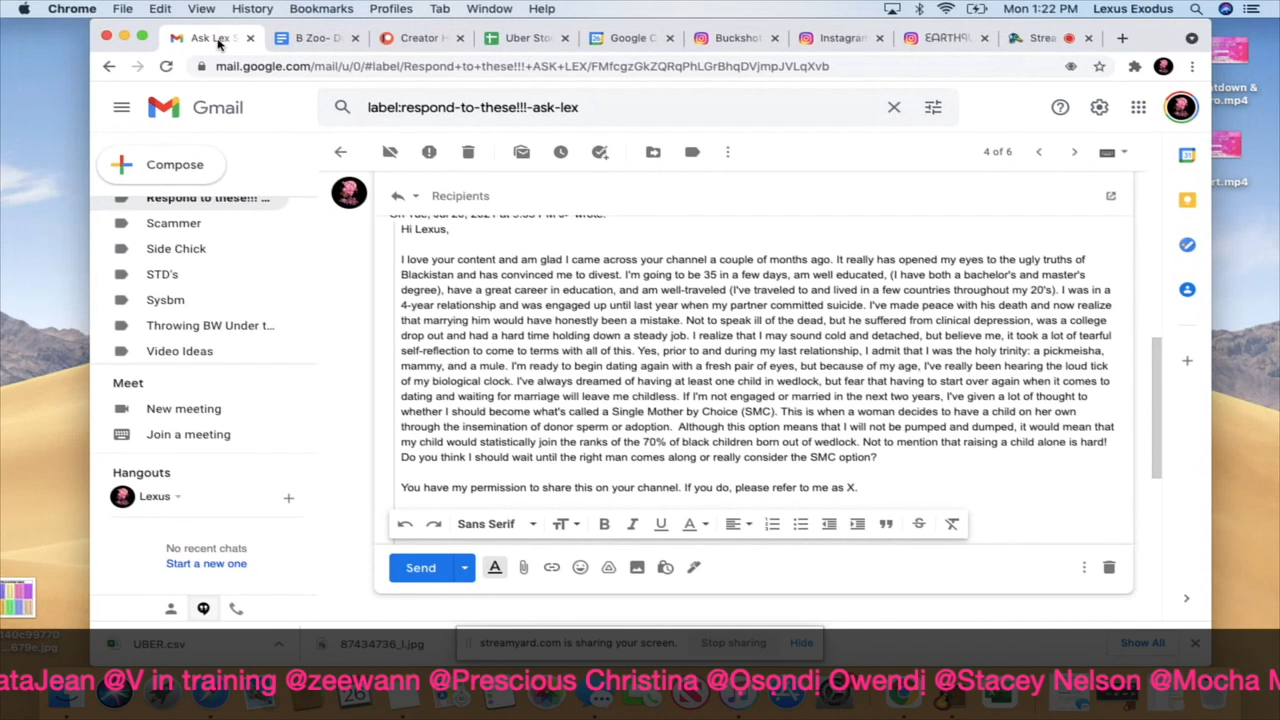 Chrome File Edit View History Bookmarks Profiles Tab Window Help Mon 1:22 PM Lexus Exodus
Ask Lex B Zoo- D Creator H Uber Sto Google C Buckshot Instagram Strea
mail.google.com/mail/u/0/#label/Respond+to+these!!!-ASK+LEX/FMfcgzGkZQRqPhLGrBhqDVjmpJVLqXvb
Gmail
label:respond-to-these!!!-ask-lex
Compose
4 of 6
Respond to these!!! ...
Scammer
Side Chick
STD's
Sysbm
Throwing BW Under t...
Video Ideas
Meet
New meeting
Join a meeting
Hangouts
Lexus
No recent chats
Start a new one
Recipients
wrote:
Hi Lexus,
I love your content and am glad I came across your channel a couple of months ago. It really has opened my eyes to the ugly truths of
Blackistan and has convinced me to divest. I'm going to be 35 in a few days, am well educated, (I have both a bachelor's and master's
degree), have a great career in education, and am well-traveled (I've traveled to and lived in a few countries throughout my 20's). I was in a
4-year relationship and was engaged up until last year when my partner committed suicide. I've made peace with his death and now realize
that marrying him would have honestly been a mistake. Not to speak ill of the dead, but he suffered from clinical depression, was a college
drop out and had a hard time holding down a steady job. I realize that I may sound cold and detached, but believe me, it took a lot of tearful
self-reflection to come to terms with all of this. Yes, prior to and during my last relationship, I admit that I was the holy trinity: a pickmeisha,
mammy, and a mule. I'm ready to begin dating again with a fresh pair of eyes, but because of my age, I've really been hearing the loud tick
of my biological clock. I've always dreamed of having at least one child in wedlock, but fear that having to start over again when it comes to
dating and waiting for marriage will leave me childless. If I'm not engaged or married in the next two years, I've given a lot of thought to
whether I should become what's called a Single Mother by Choice (SMC). This is when a woman decides to have a child on her own
through the insemination of donor sperm or adoption. Although this option means that I will not be pumped and dumped, it would mean that
my child would statistically join the ranks of the 70% of black children born out of wedlock. Not to mention that raising a child alone is hard!
Do you think I should wait until the right man comes along or really consider the SMC option?
You have my permission to share this on your channel. If you do, please refer to me as X.
Sans Serif
Send
UBER.csv
87434736_l.jpg
streamyard.com is sharing your screen. Stop sharing Hide
Show All
ataJean @V in training @zeewann @Prescious Christina @Osondị Owendị @Stacey Nelson @Mocha M